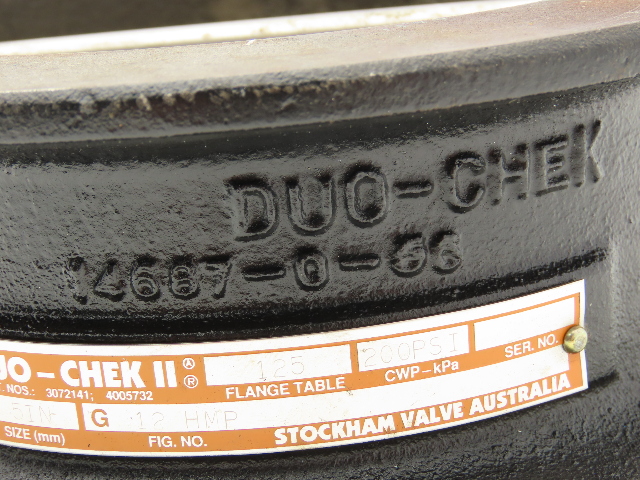 DUO-CHEK
14687-0-
UO-CHEK II ®
T. NOS.: 3072141; 4005732
125
FLANGE TABLE
200PSI
CWP-kPa
SER. NO.
IN
SIZE (mm)
G 12 HMP
FIG. NO.
STOCKHAM VALVE AUSTRALIA